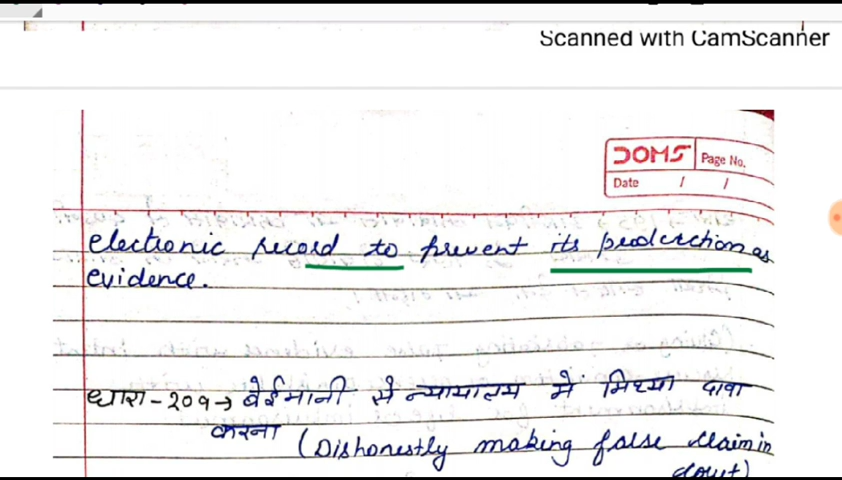 Scanned with CamScanner
DOMS Page No.
Date / /
electronic record to prevent its production as
evidence.
धारा-209→ बेईमानी से न्यायालय में मिथ्या दावा
करना (Dishonestly making false claim in
court)